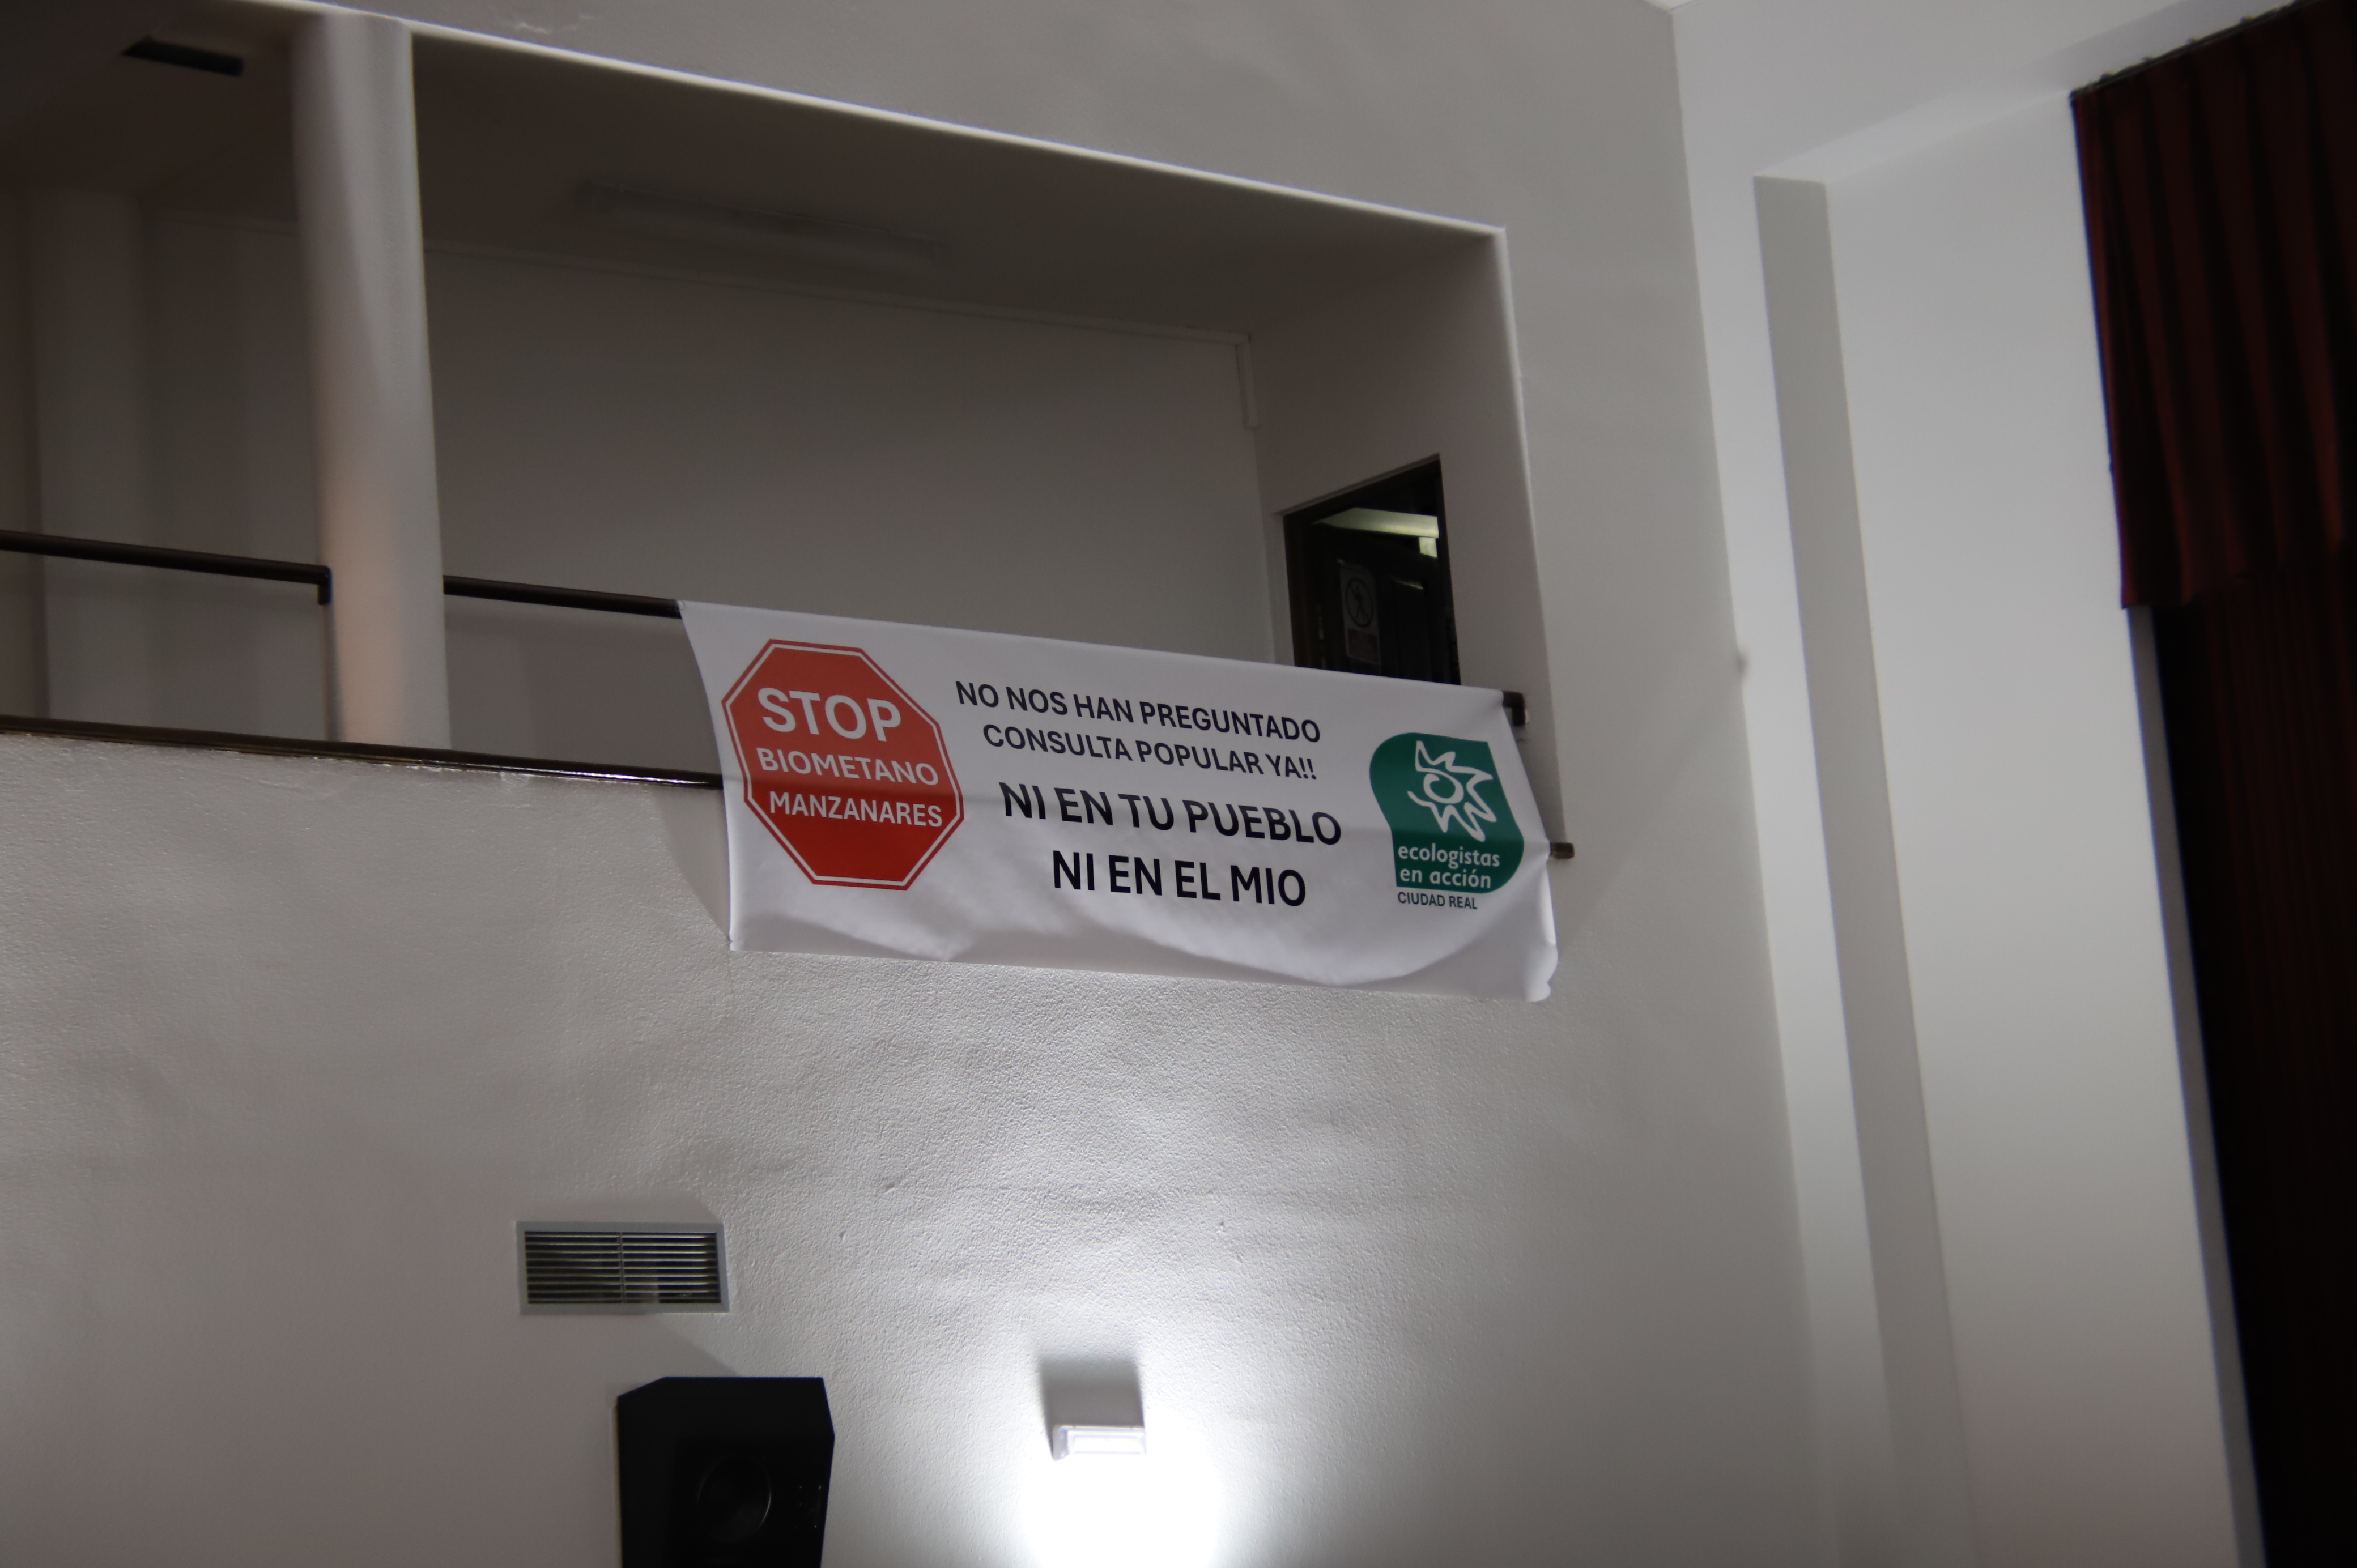 STOP
BIOMETANO
MANZANARES
NO NOS HAN PREGUNTADO
CONSULTA POPULAR YA!!
NI EN TU PUEBLO
NI EN EL MIO
ecologistas
en acción
CIUDAD REAL